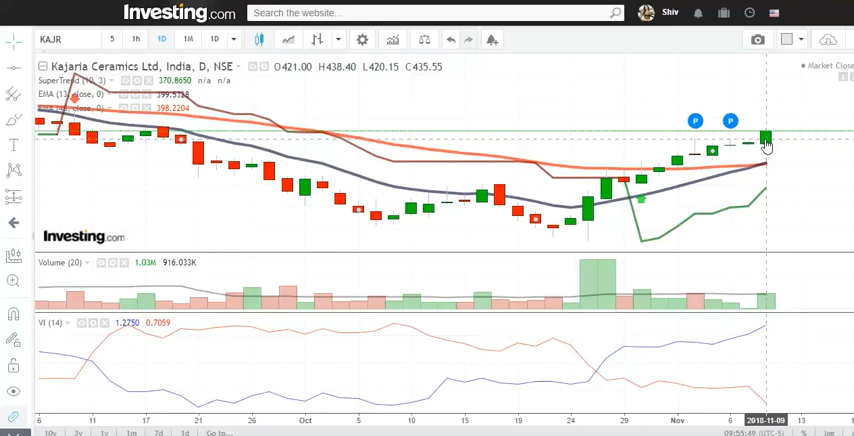 Investing.com
Search the website...
Shiv
KAJR
5 1h 1D 1M 1D
Kajaria Ceramics Ltd, India, D, NSE O421.00 H438.40 L420.15 C435.55
Market Close
SuperTrend (10, 3) 370.8650 n/a n/a
EMA (13, close, 0) 399.5328
398.2204
P P
Investing.com
Volume (20) 1.03M 916.033K
VI (14) 1.2750 0.7059
6 11 17 21 26 Oct 5 10 15 19 24 29 Nov 6 2018-11-09 13
10y 3y 1y 1m 7d 1d Go to...
09:55:49 (UTC-5) % log